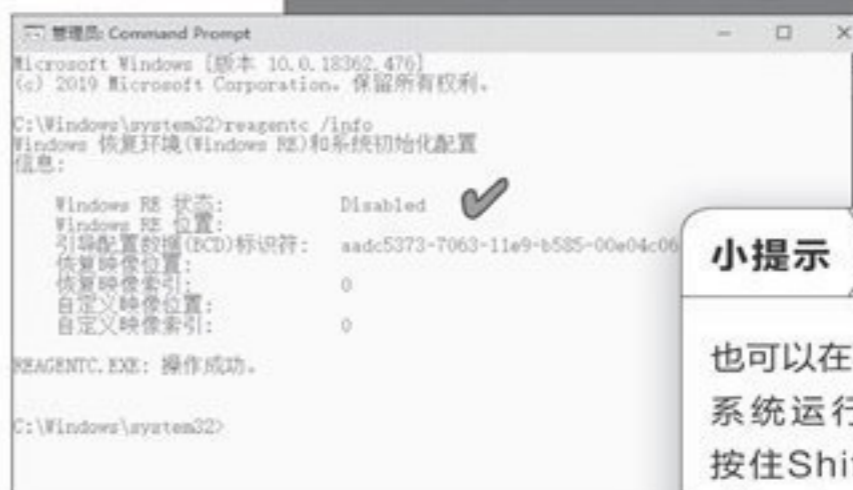 管理员: Command Prompt
Microsoft Windows [版本 10.0.18362.476]
(c) 2019 Microsoft Corporation。保留所有权利。
C:\Windows\system32>reagentc /info
Windows 恢复环境(Windows RE)和系统初始化配置
信息:
Windows RE 状态: Disabled
Windows RE 位置:
引导配置数据(BCD)标识符: aadc5373-7063-11e9-b585-00e04c06
恢复映像位置:
恢复映像索引: 0
自定义映像位置:
自定义映像索引: 0
REAGENTC.EXE: 操作成功。
C:\Windows\system32>
小提示
也可以在
系统运行
按住Shi